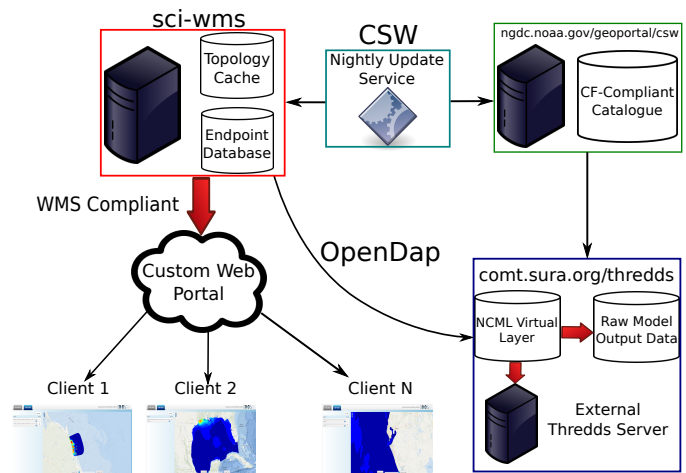 sci-wms
Topology
Cache
Endpoint
Database
CSW
Nightly Update
Service
ngdc.noaa.gov/geoportal/csw
CF-Compliant
Catalogue
WMS Compliant
Custom Web
Portal
OpenDap
comt.sura.org/thredds
NCML Virtual
Layer
Raw Model
Output Data
External
Thredds Server
Client 1
Client 2
Client N